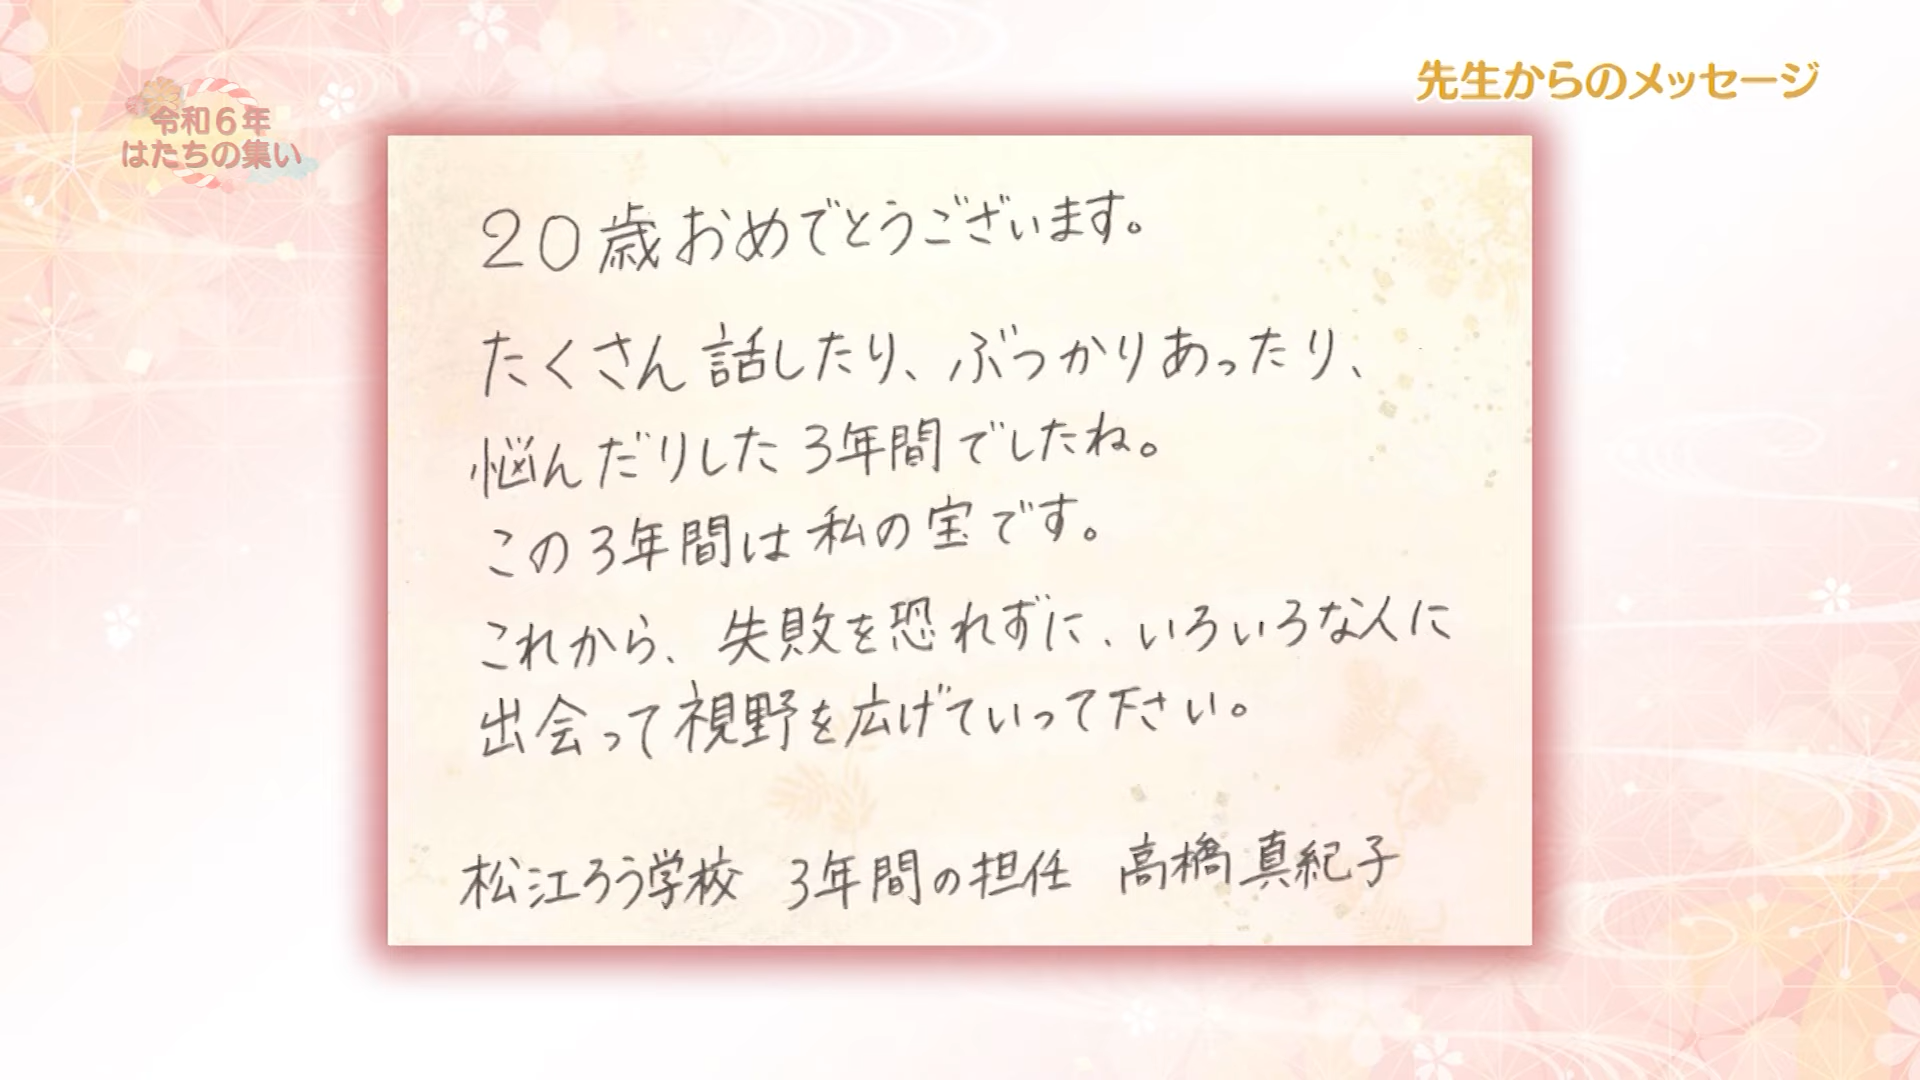 先生からのメッセージ
令和6年
はたちの集い
20歳おめでとうございます。
たくさん話したり、ぶつかりあったり、
悩んだりした3年間でしたね。
この3年間は私の宝です。
これから、失敗を恐れずに、いろいろな人に
出会って視野を広げていって下さい。
松江ろう学校 3年間の担任 高橋真紀子